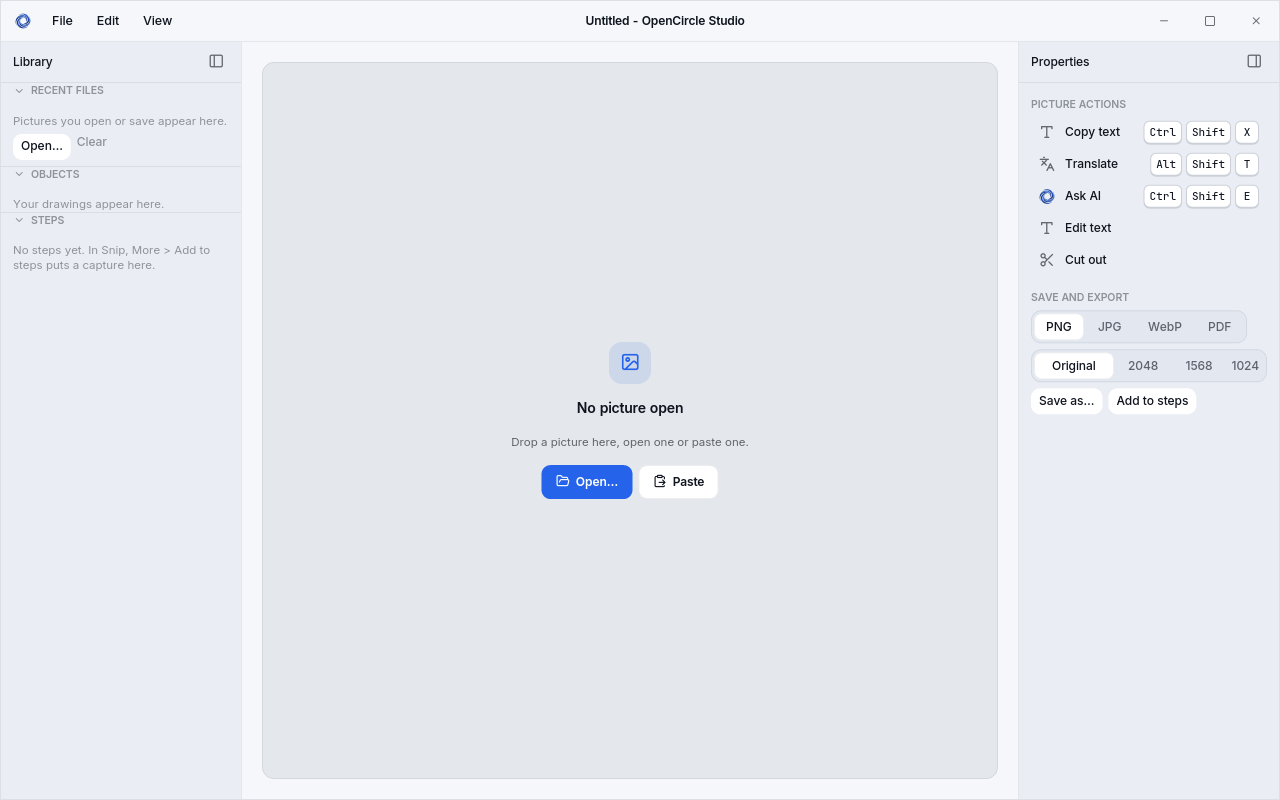 File Edit View Untitled - OpenCircle Studio
Library
RECENT FILES
Pictures you open or save appear here.
Open... Clear
OBJECTS
Your drawings appear here.
STEPS
No steps yet. In Snip, More > Add to
steps puts a capture here.
No picture open
Drop a picture here, open one or paste one.
Open... Paste
Properties
PICTURE ACTIONS
Copy text Ctrl Shift X
Translate Alt Shift T
Ask AI Ctrl Shift E
Edit text
Cut out
SAVE AND EXPORT
PNG JPG WebP PDF
Original 2048 1568 1024
Save as... Add to steps